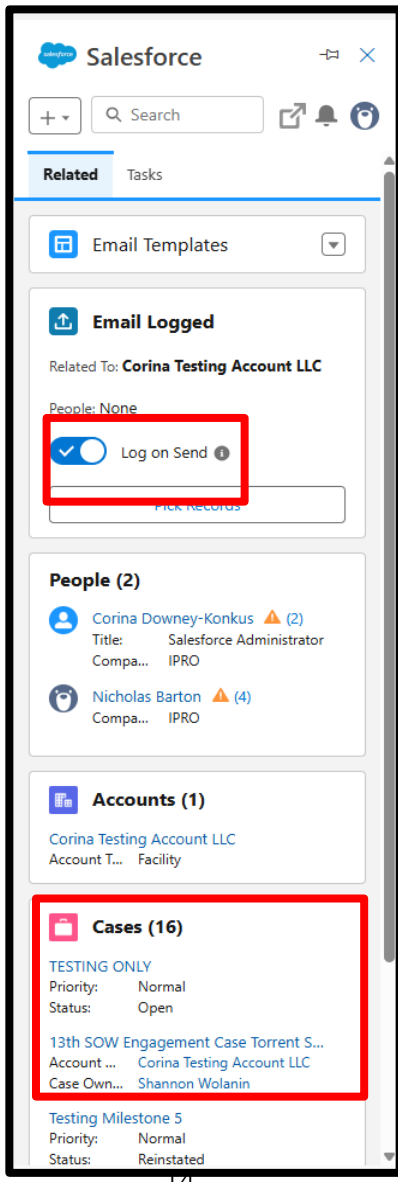 salesforce
Salesforce
Search
Related Tasks
Email Templates
Email Logged
Related To: Corina Testing Account LLC
People: None
Log on Send
Pick Records
People (2)
Corina Downey-Konkus (2)
Title: Salesforce Administrator
Compa... IPRO
Nicholas Barton (4)
Compa... IPRO
Accounts (1)
Corina Testing Account LLC
Account T... Facility
Cases (16)
TESTING ONLY
Priority: Normal
Status: Open
13th SOW Engagement Case Torrent S...
Account ... Corina Testing Account LLC
Case Own... Shannon Wolanin
Testing Milestone 5
Priority: Normal
Status: Reinstated